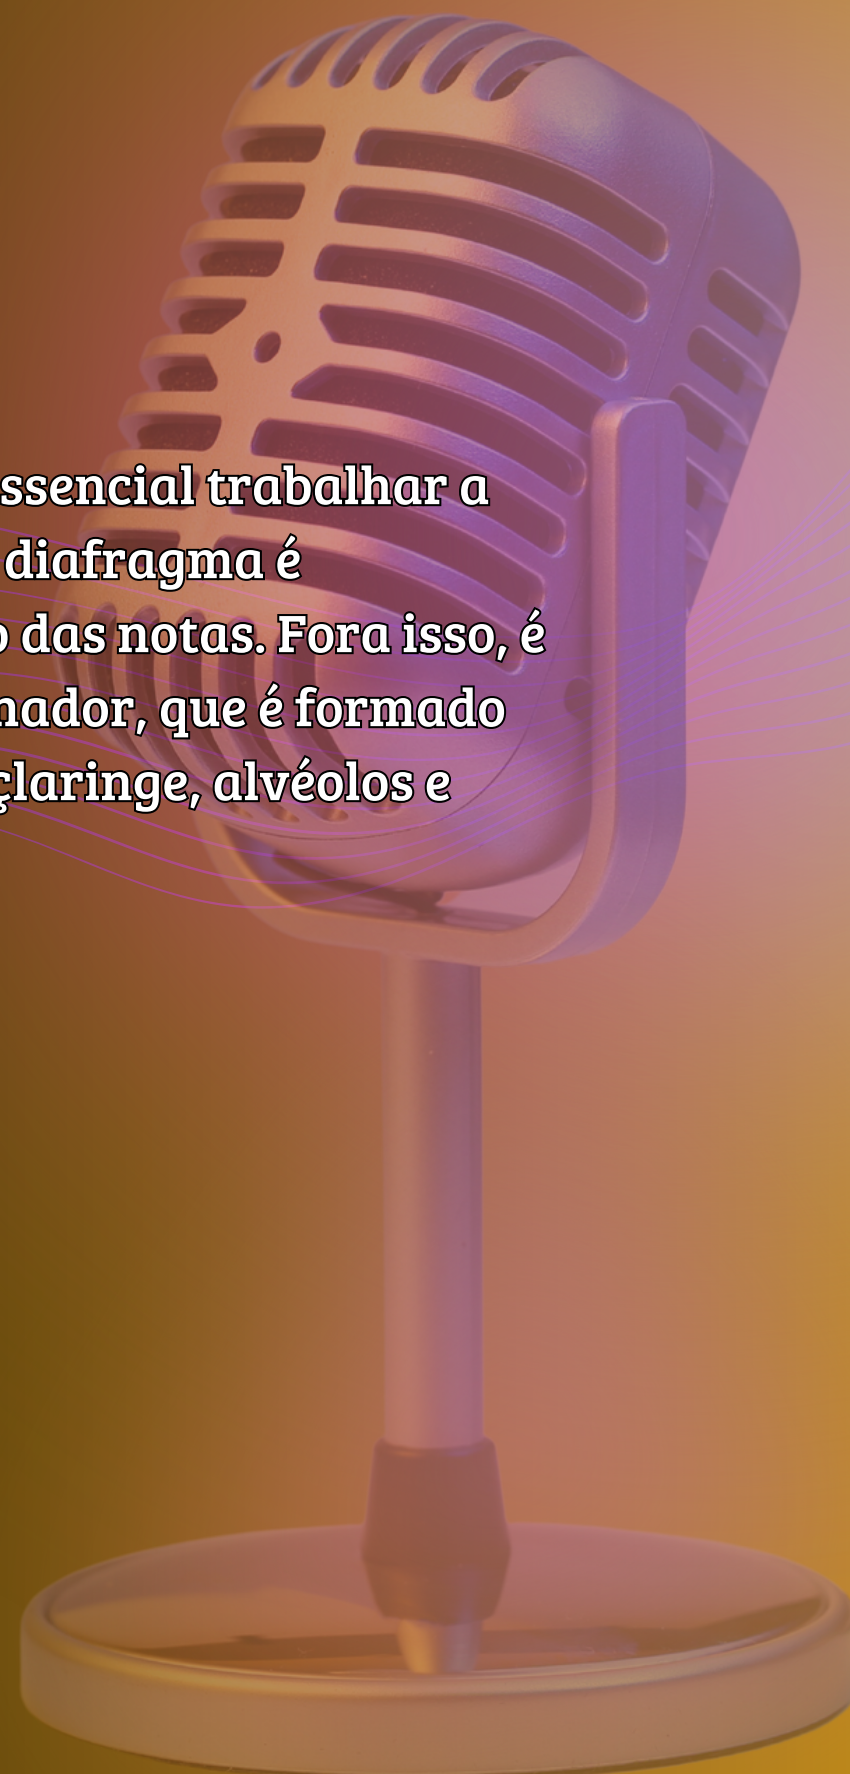 ssencial trabalhar a
diafragma é
das notas. Fora isso, é
nador, que é formado
çlaringe, alvéolos e